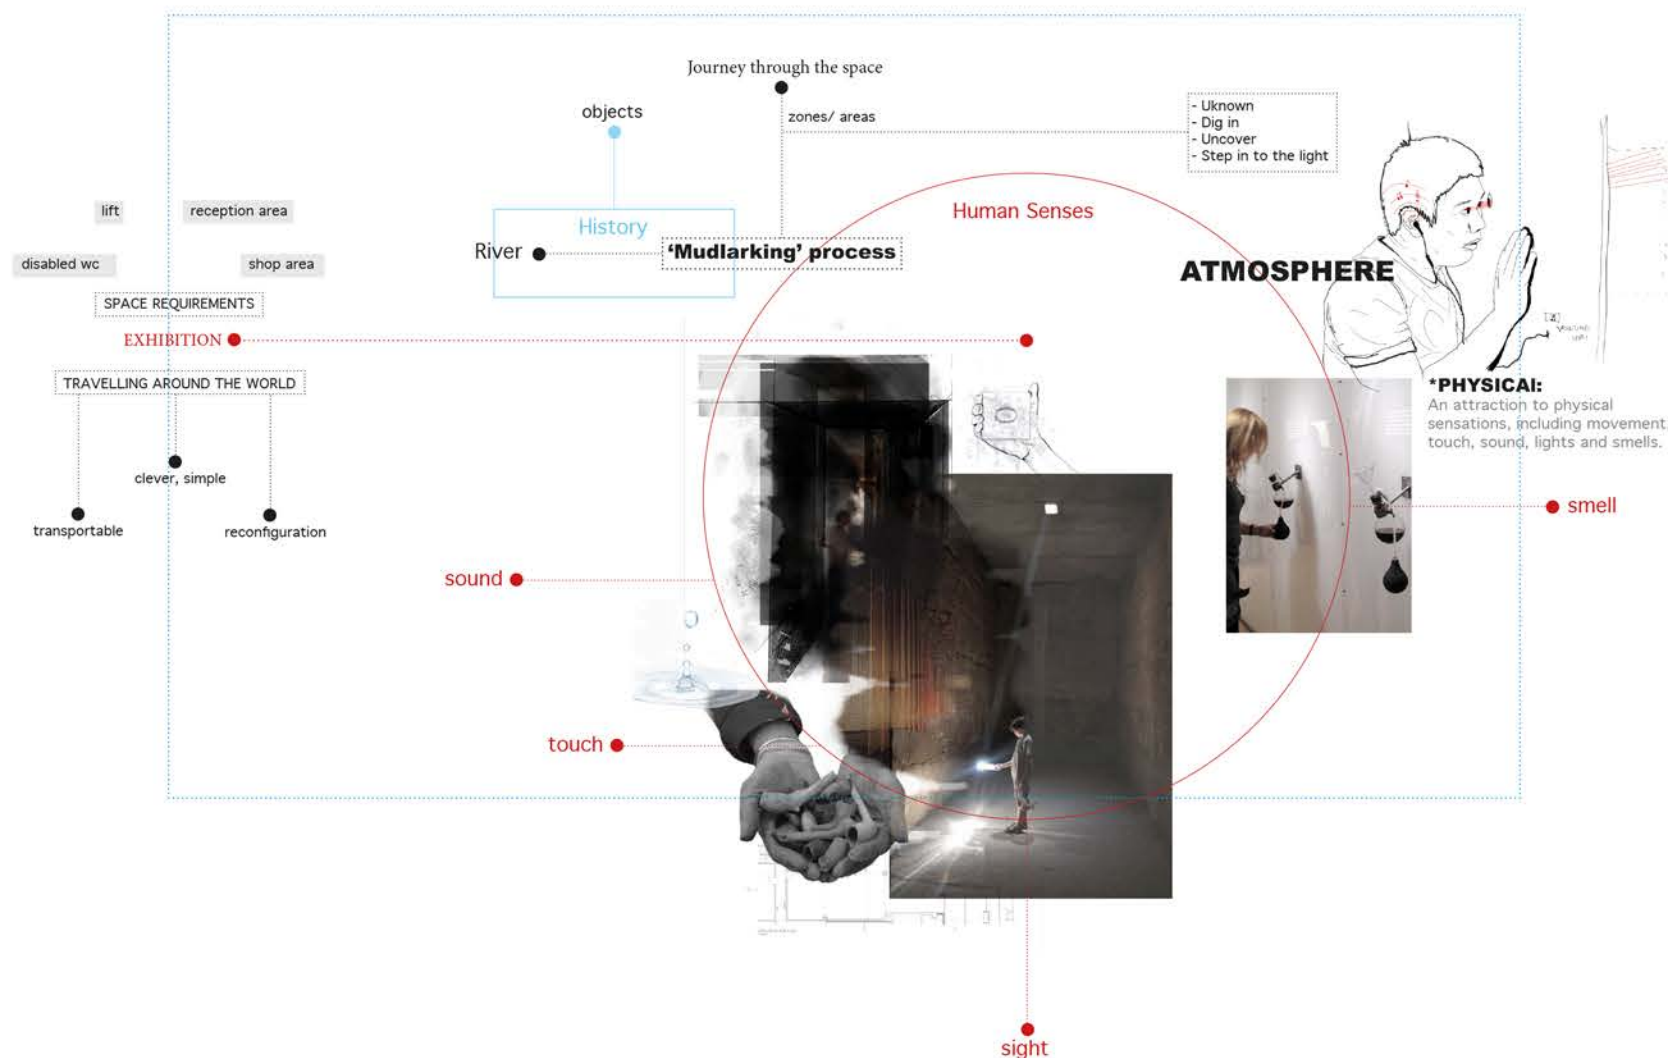 Journey through the space
objects
zones/ areas
- Uknown
- Dig in
- Uncover
- Step in to the light
lift
reception area
Human Senses
History
River
'Mudlarking' process
disabled wc
shop area
ATMOSPHERE
SPACE REQUIREMENTS
EXHIBITION
TRAVELLING AROUND THE WORLD
*PHYSICAl:
An attraction to physical
sensations, including movement
touch, sound, lights and smells.
clever, simple
transportable
reconfiguration
smell
sound
touch
sight